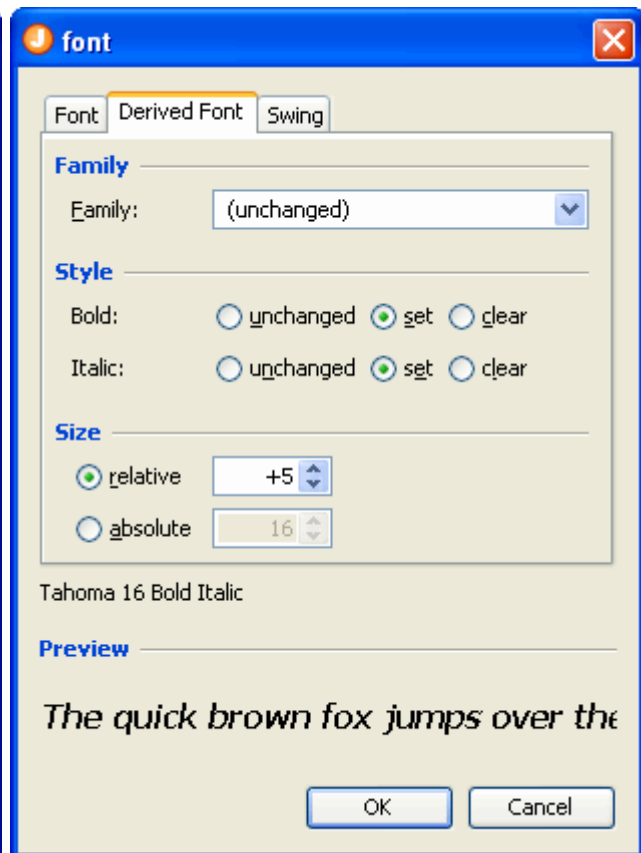 font
Font Derived Font Swing
Family
Family: (unchanged)
Style
Bold: unchanged set clear
Italic: unchanged set clear
Size
relative +5
absolute 16
Tahoma 16 Bold Italic
Preview
The quick brown fox jumps over the
OK Cancel